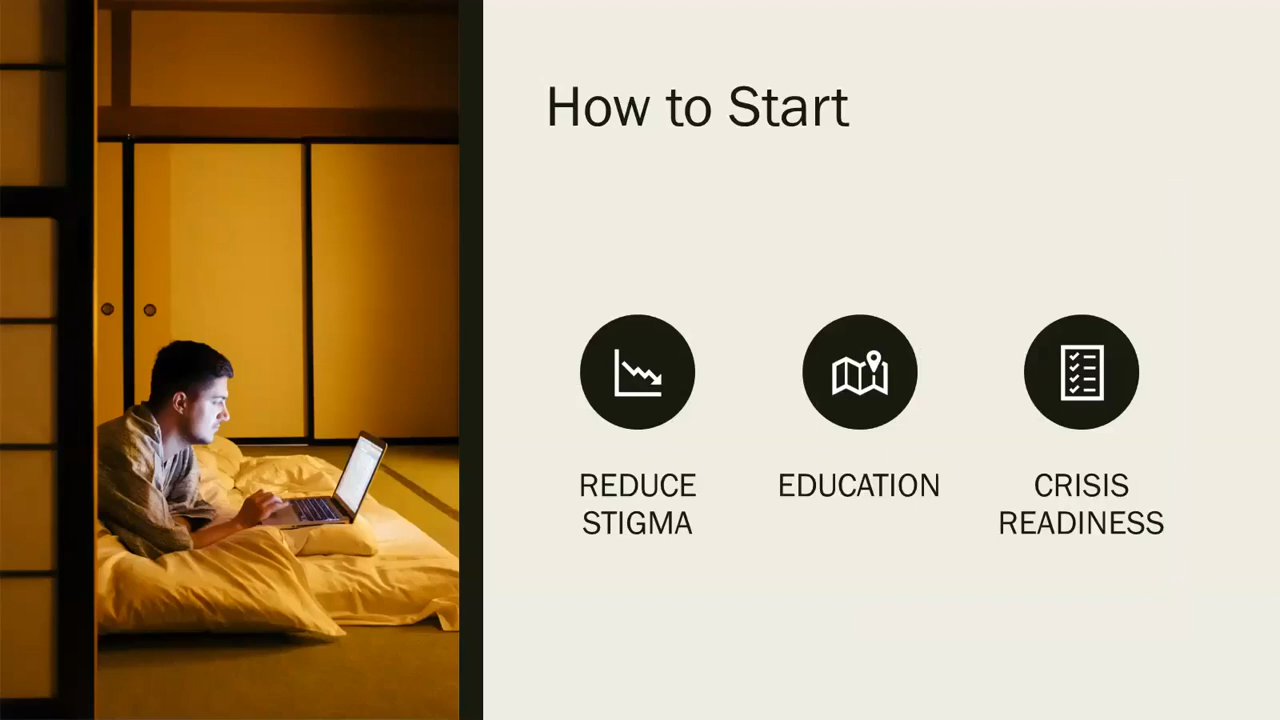 How to Start
REDUCE
STIGMA
EDUCATION
CRISIS
READINESS